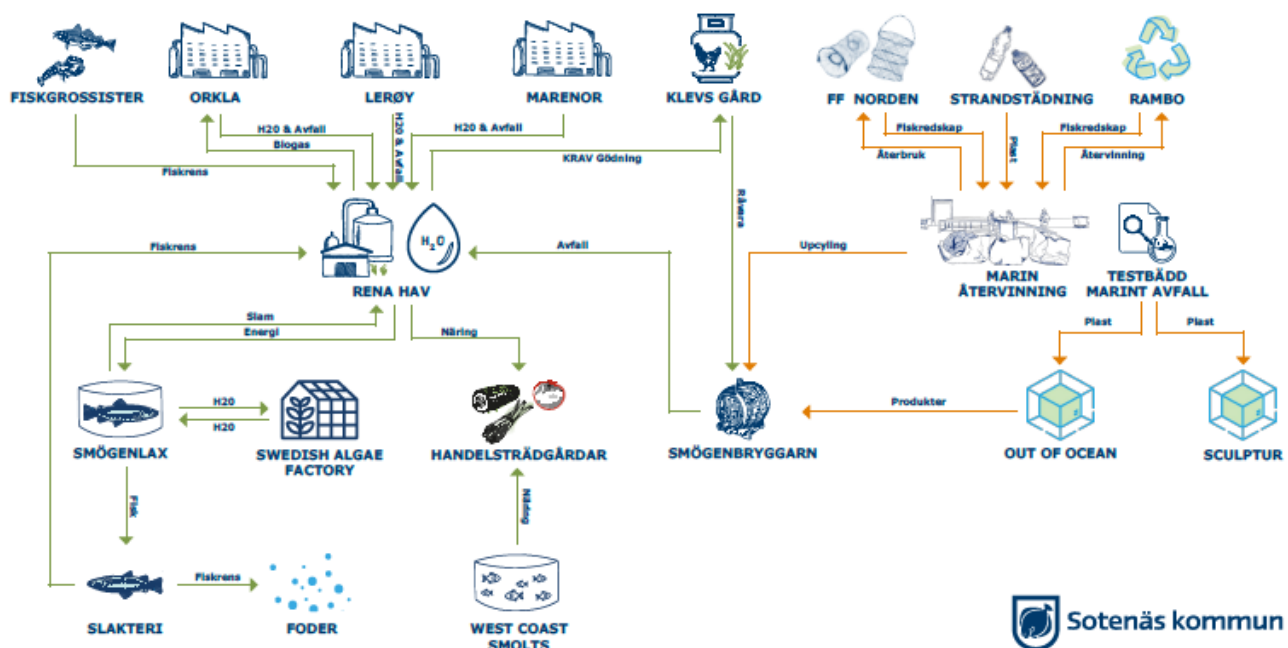 FISKGROSSISTER
ORKLA
LERØY
MARENOR
KLEVS GÅRD
FF NORDEN
STRANDSTÄDNING
RAMBO
H20 & Avfall
Biogas
H20 & Avfall
H20 & Avfall
KRAV Gödning
Fiskrens
Råvara
Fiskredskap
Återbruk
Plast
Fiskredskap
Återvinning
H₂O
Fiskrens
Avfall
Upcyling
RENA HAV
MARIN
ÅTERVINNING
TESTBÄDD
MARINT AVFALL
Slam
Energi
Näring
Plast
Plast
H20
H20
Produkter
SMÖGENLAX
SWEDISH ALGAE
FACTORY
HANDELSTRÄDGÅRDAR
SMÖGENBRYGGARN
OUT OF OCEAN
SCULPTUR
Fisk
Näring
Fiskrens
SLAKTERI
FODER
WEST COAST
SMOLTS
Sotenäs kommun